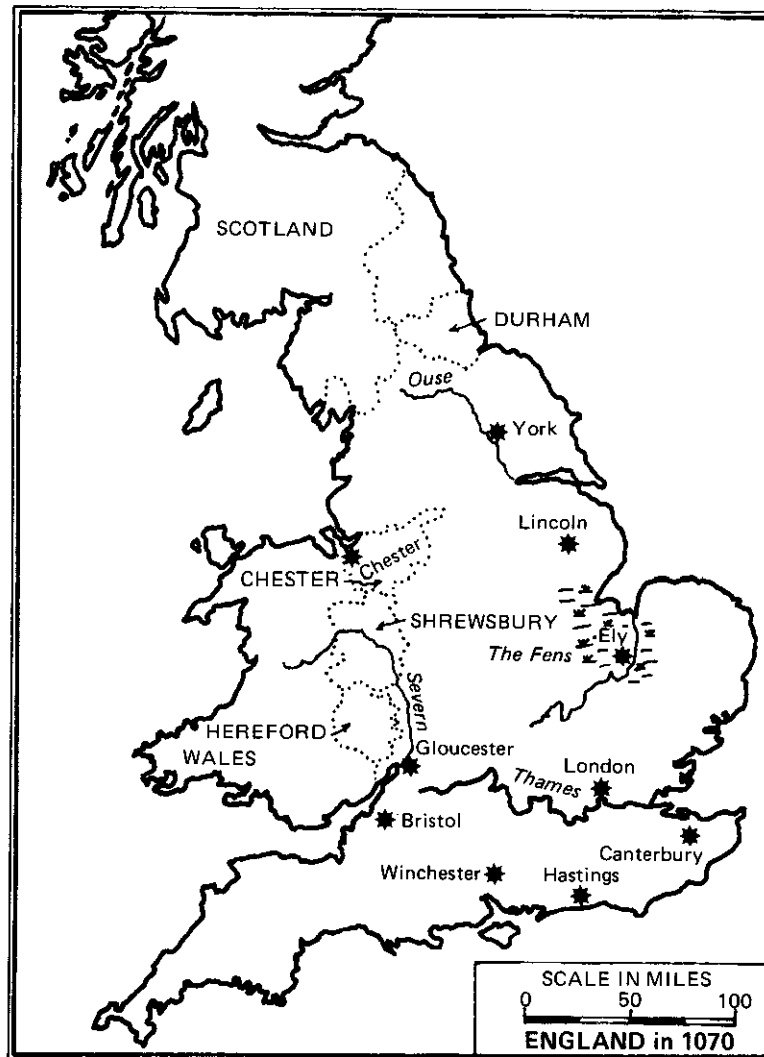 SCOTLAND
DURHAM
Ouse
York
Lincoln
CHESTER
Chester
SHREWSBURY
Ely
The Fens
Severn
HEREFORD
WALES
Gloucester
Thames
London
Bristol
Canterbury
Winchester
Hastings
SCALE IN MILES
0 50 100
ENGLAND in 1070